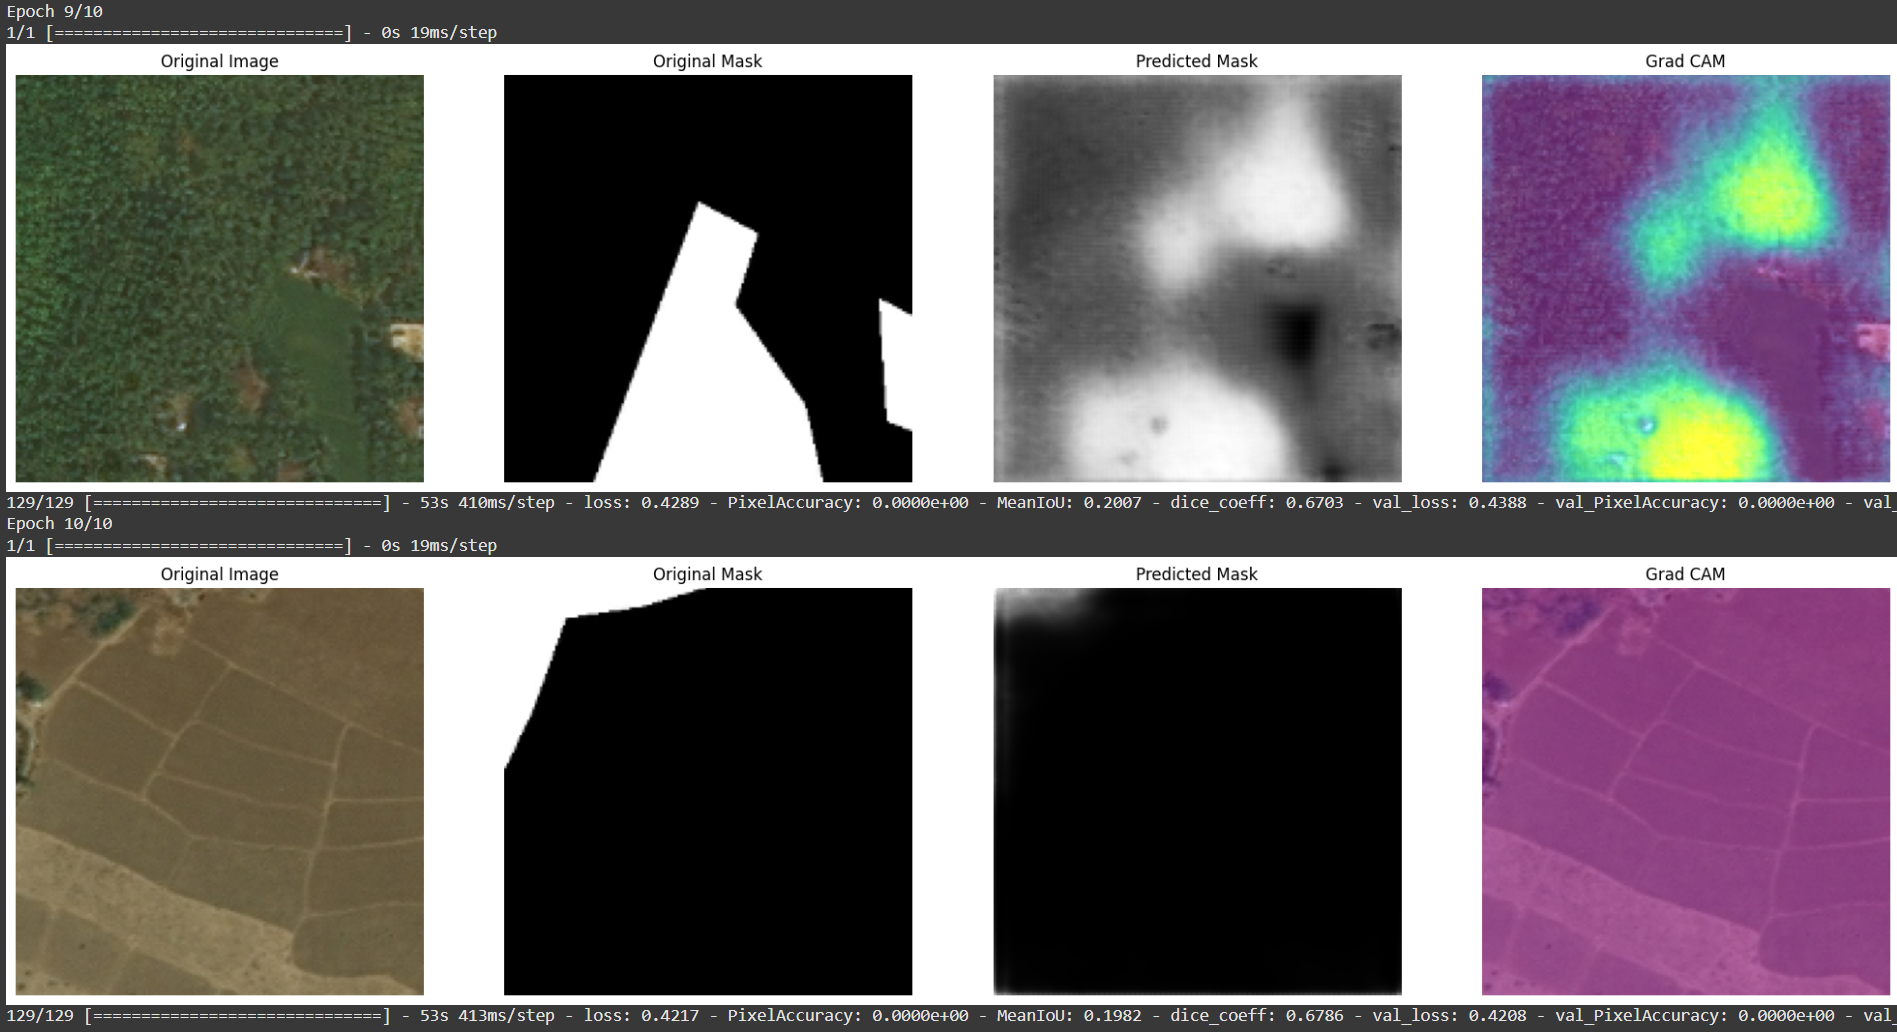 Epoch 9/10
1/1 [==============================] - 0s 19ms/step
Original Image Original Mask Predicted Mask Grad CAM
129/129 [==============================] - 53s 410ms/step - loss: 0.4289 - PixelAccuracy: 0.0000e+00 - MeanIoU: 0.2007 - dice_coeff: 0.6703 - val_loss: 0.4388 - val_PixelAccuracy: 0.0000e+00 - val_
Epoch 10/10
1/1 [==============================] - 0s 19ms/step
Original Image Original Mask Predicted Mask Grad CAM
129/129 [==============================] - 53s 413ms/step - loss: 0.4217 - PixelAccuracy: 0.0000e+00 - MeanIoU: 0.1982 - dice_coeff: 0.6786 - val_loss: 0.4208 - val_PixelAccuracy: 0.0000e+00 - val_